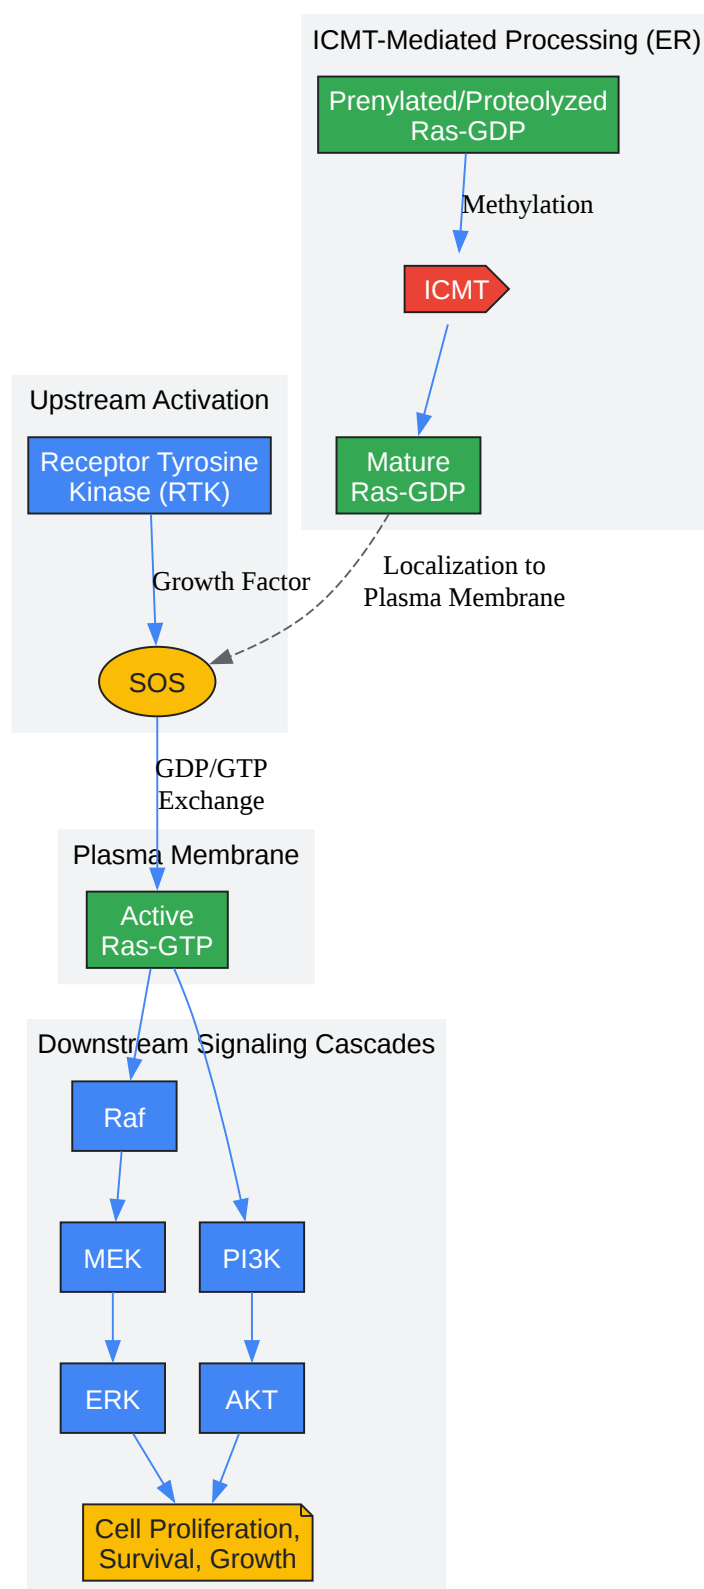 ICMT-Mediated Processing (ER)
Prenylated/Proteolyzed
Ras-GDP
Methylation
ICMT
Upstream Activation
Receptor Tyrosine
Kinase (RTK)
Mature
Ras-GDP
Growth Factor
Localization to
Plasma Membrane
SOS
GDP/GTP
Exchange
Plasma Membrane
Active
Ras-GTP
Downstream Signaling Cascades
Raf
MEK
PI3K
ERK
AKT
Cell Proliferation,
Survival, Growth